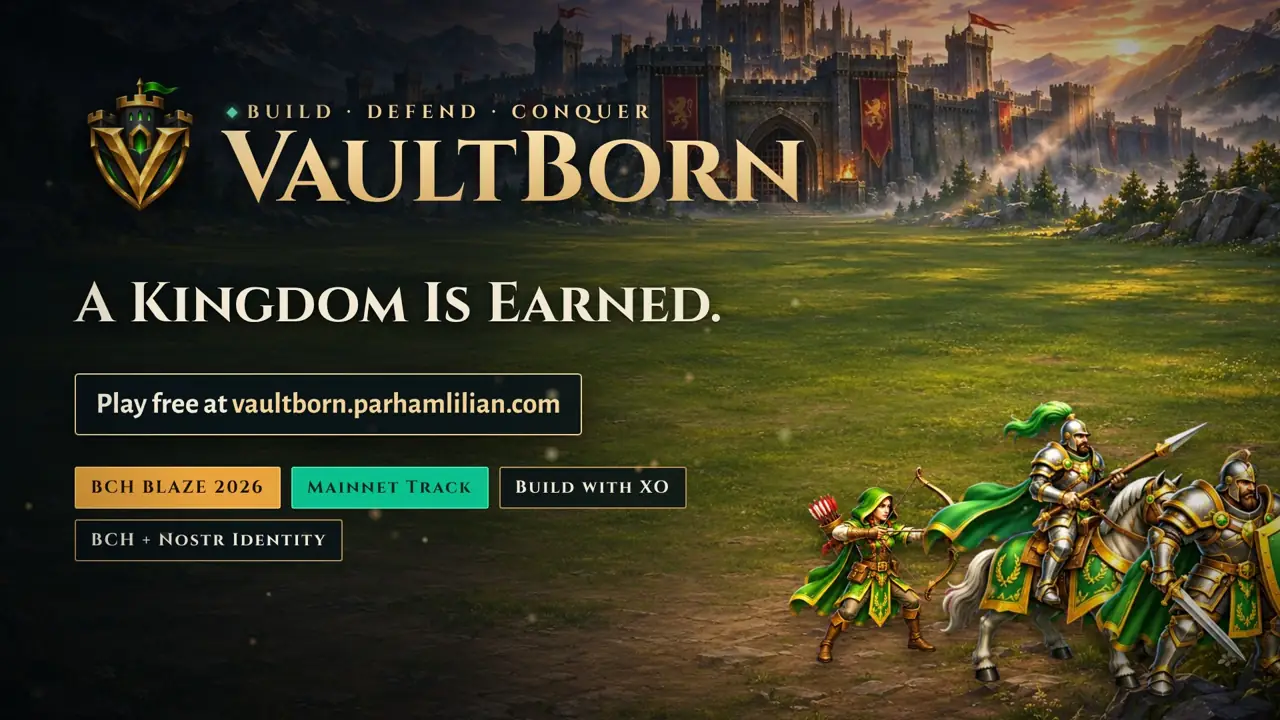 BUILD · DEFEND · CONQUER
VAULTBORN
A KINGDOM IS EARNED.
Play free at vaultborn.parhamlilian.com
BCH BLAZE 2026
MAINNET TRACK
BUILD WITH XO
BCH + NOSTR IDENTITY